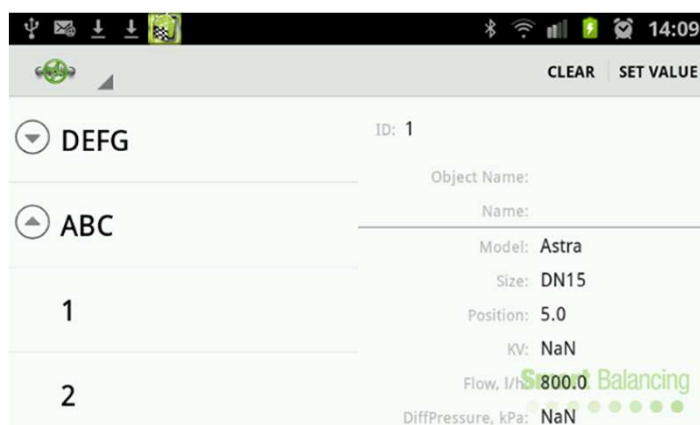 14:09
CLEAR SET VALUE
DEFG
ABC
1
2
ID: 1
Object Name:
Name:
Model: Astra
Size: DN15
Position: 5.0
KV: NaN
Flow, l/h: 800.0
DiffPressure, kPa: NaN
Smart Balancing